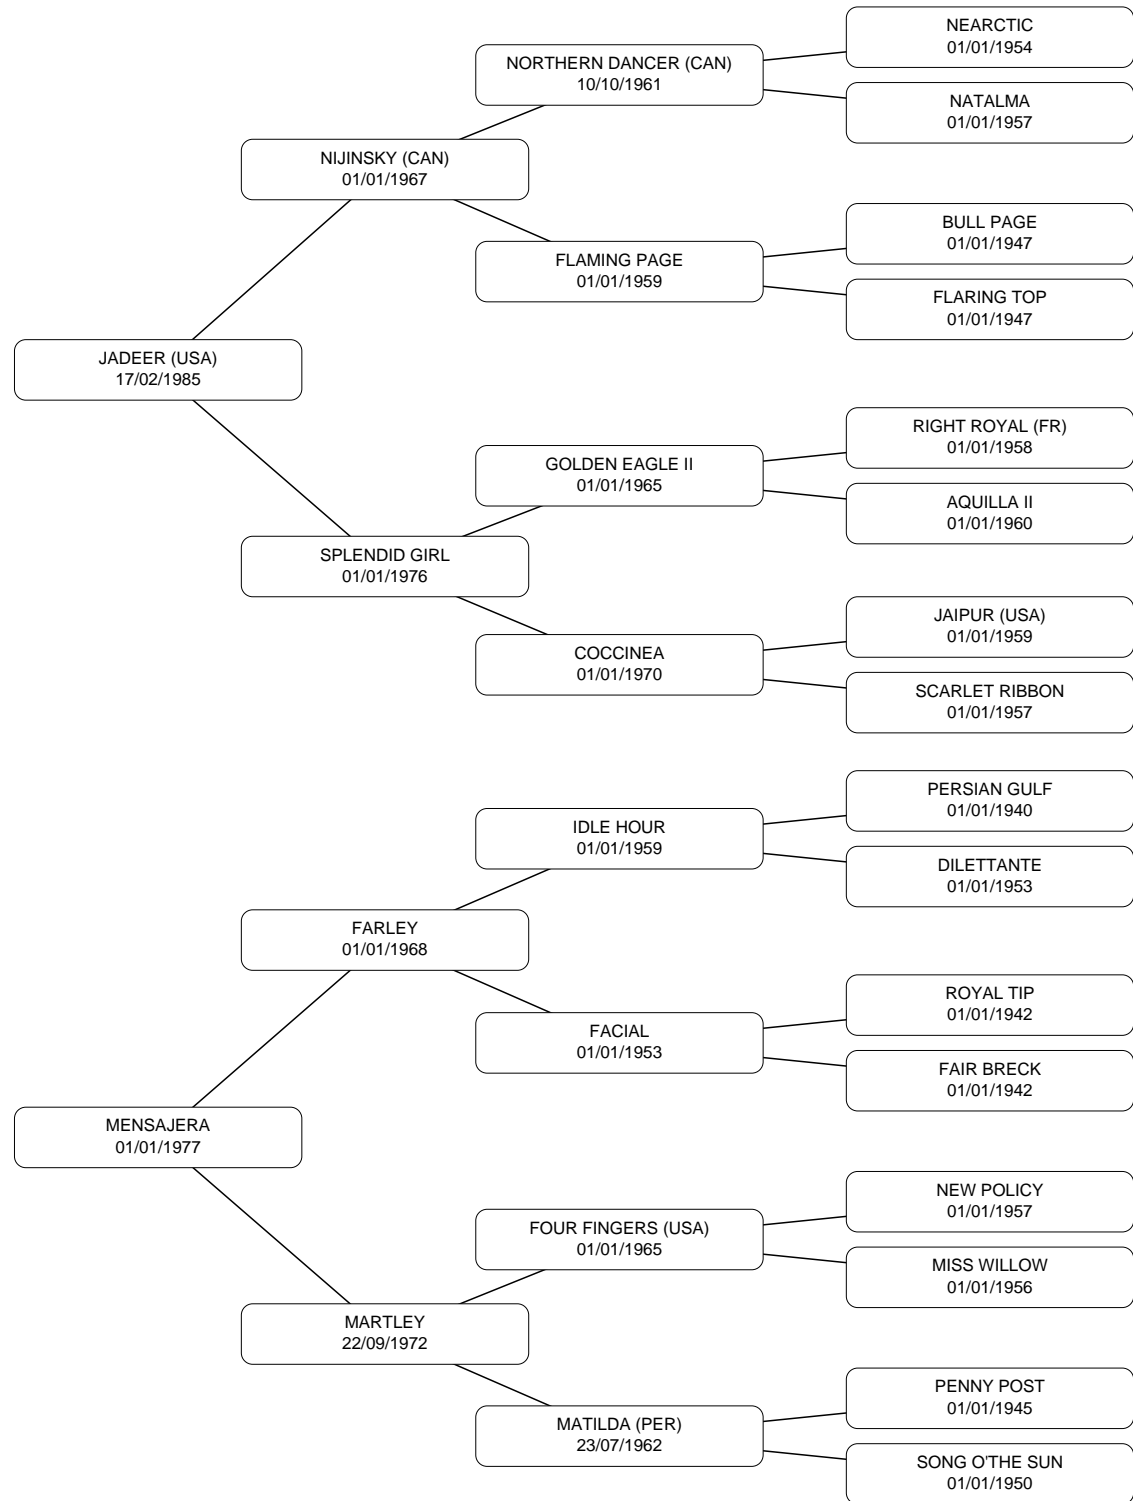 NEARCTIC
01/01/1954
NORTHERN DANCER (CAN)
10/10/1961
NATALMA
01/01/1957
NIJINSKY (CAN)
01/01/1967
BULL PAGE
01/01/1947
FLAMING PAGE
01/01/1959
FLARING TOP
01/01/1947
JADEER (USA)
17/02/1985
RIGHT ROYAL (FR)
01/01/1958
GOLDEN EAGLE II
01/01/1965
AQUILLA II
01/01/1960
SPLENDID GIRL
01/01/1976
JAIPUR (USA)
01/01/1959
COCCINEA
01/01/1970
SCARLET RIBBON
01/01/1957
PERSIAN GULF
01/01/1940
IDLE HOUR
01/01/1959
DILETTANTE
01/01/1953
FARLEY
01/01/1968
ROYAL TIP
01/01/1942
FACIAL
01/01/1953
FAIR BRECK
01/01/1942
MENSAJERA
01/01/1977
NEW POLICY
01/01/1957
FOUR FINGERS (USA)
01/01/1965
MISS WILLOW
01/01/1956
MARTLEY
22/09/1972
PENNY POST
01/01/1945
MATILDA (PER)
23/07/1962
SONG O'THE SUN
01/01/1950